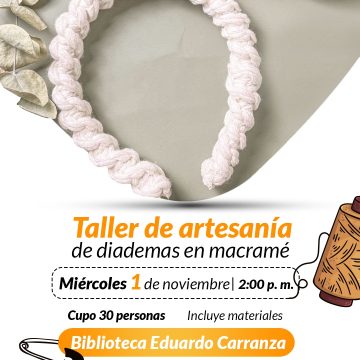 Taller de artesanía
de diademas en macramé
Miércoles 1 de noviembre| 2:00 p. m.
Cupo 30 personas Incluye materiales
Biblioteca Eduardo Carranza